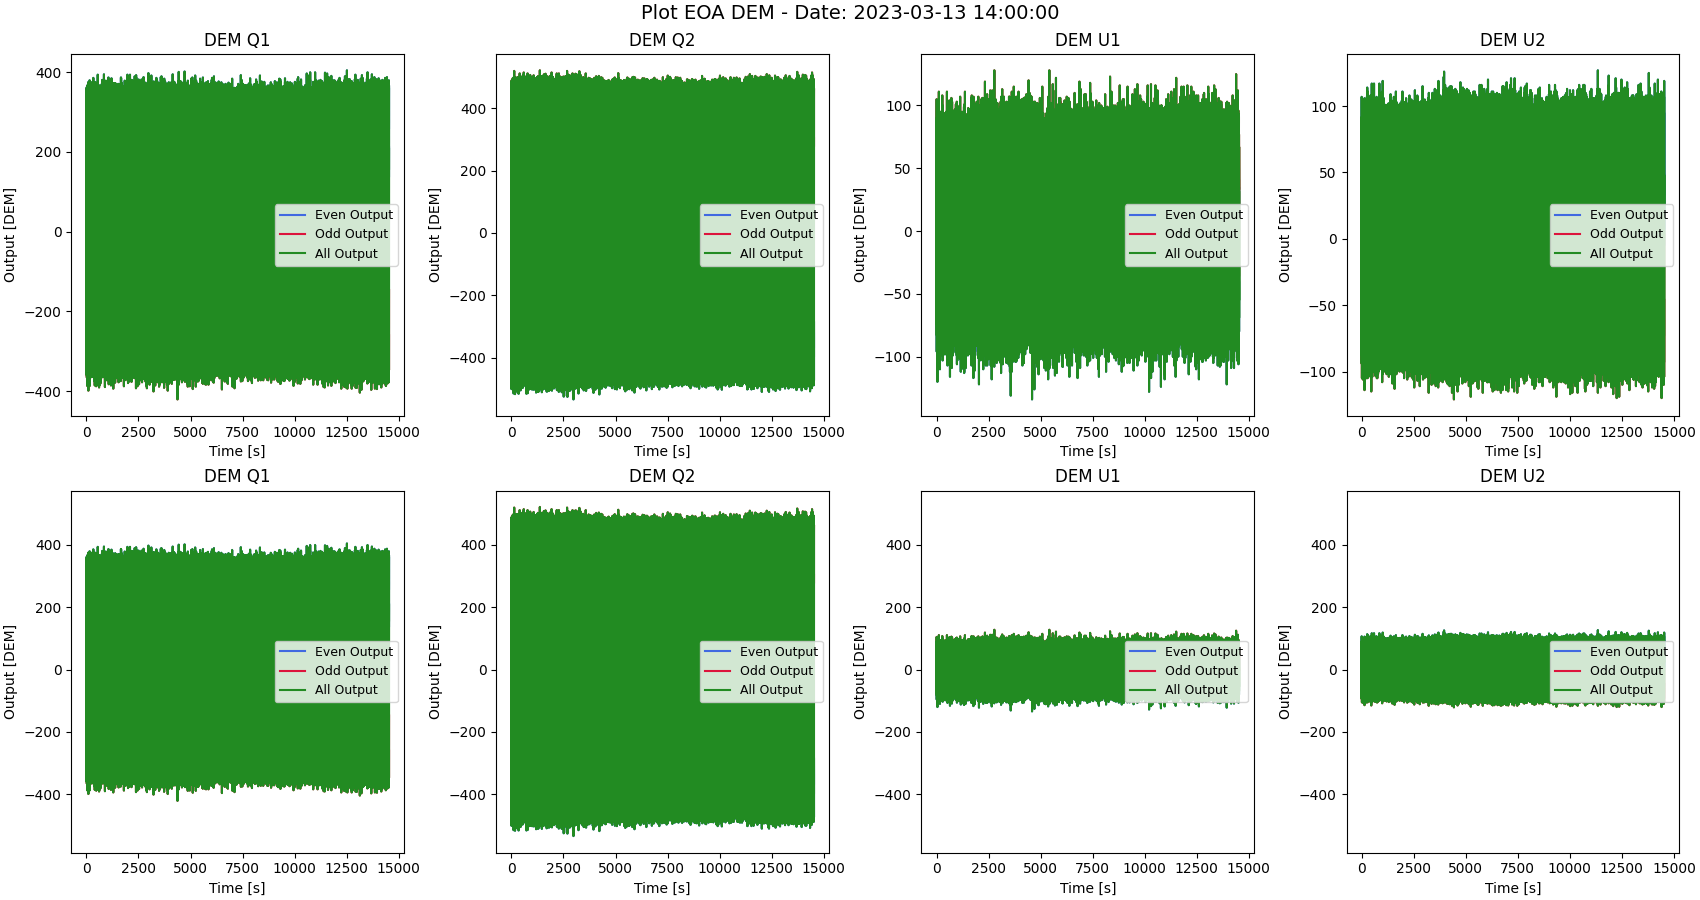 Plot EOA DEM - Date: 2023-03-13 14:00:00
DEM Q1
Output [DEM]
400
200
0
−200
−400
0 2500 5000 7500 10000 12500 15000
Time [s]
Even Output
Odd Output
All Output
DEM Q2
Output [DEM]
400
200
0
−200
−400
0 2500 5000 7500 10000 12500 15000
Time [s]
Even Output
Odd Output
All Output
DEM U1
Output [DEM]
100
50
0
−50
−100
0 2500 5000 7500 10000 12500 15000
Time [s]
Even Output
Odd Output
All Output
DEM U2
Output [DEM]
100
50
0
−50
−100
0 2500 5000 7500 10000 12500 15000
Time [s]
Even Output
Odd Output
All Output
DEM Q1
Output [DEM]
400
200
0
−200
−400
0 2500 5000 7500 10000 12500 15000
Time [s]
Even Output
Odd Output
All Output
DEM Q2
Output [DEM]
400
200
0
−200
−400
0 2500 5000 7500 10000 12500 15000
Time [s]
Even Output
Odd Output
All Output
DEM U1
Output [DEM]
400
200
0
−200
−400
0 2500 5000 7500 10000 12500 15000
Time [s]
Even Output
Odd Output
All Output
DEM U2
Output [DEM]
400
200
0
−200
−400
0 2500 5000 7500 10000 12500 15000
Time [s]
Even Output
Odd Output
All Output